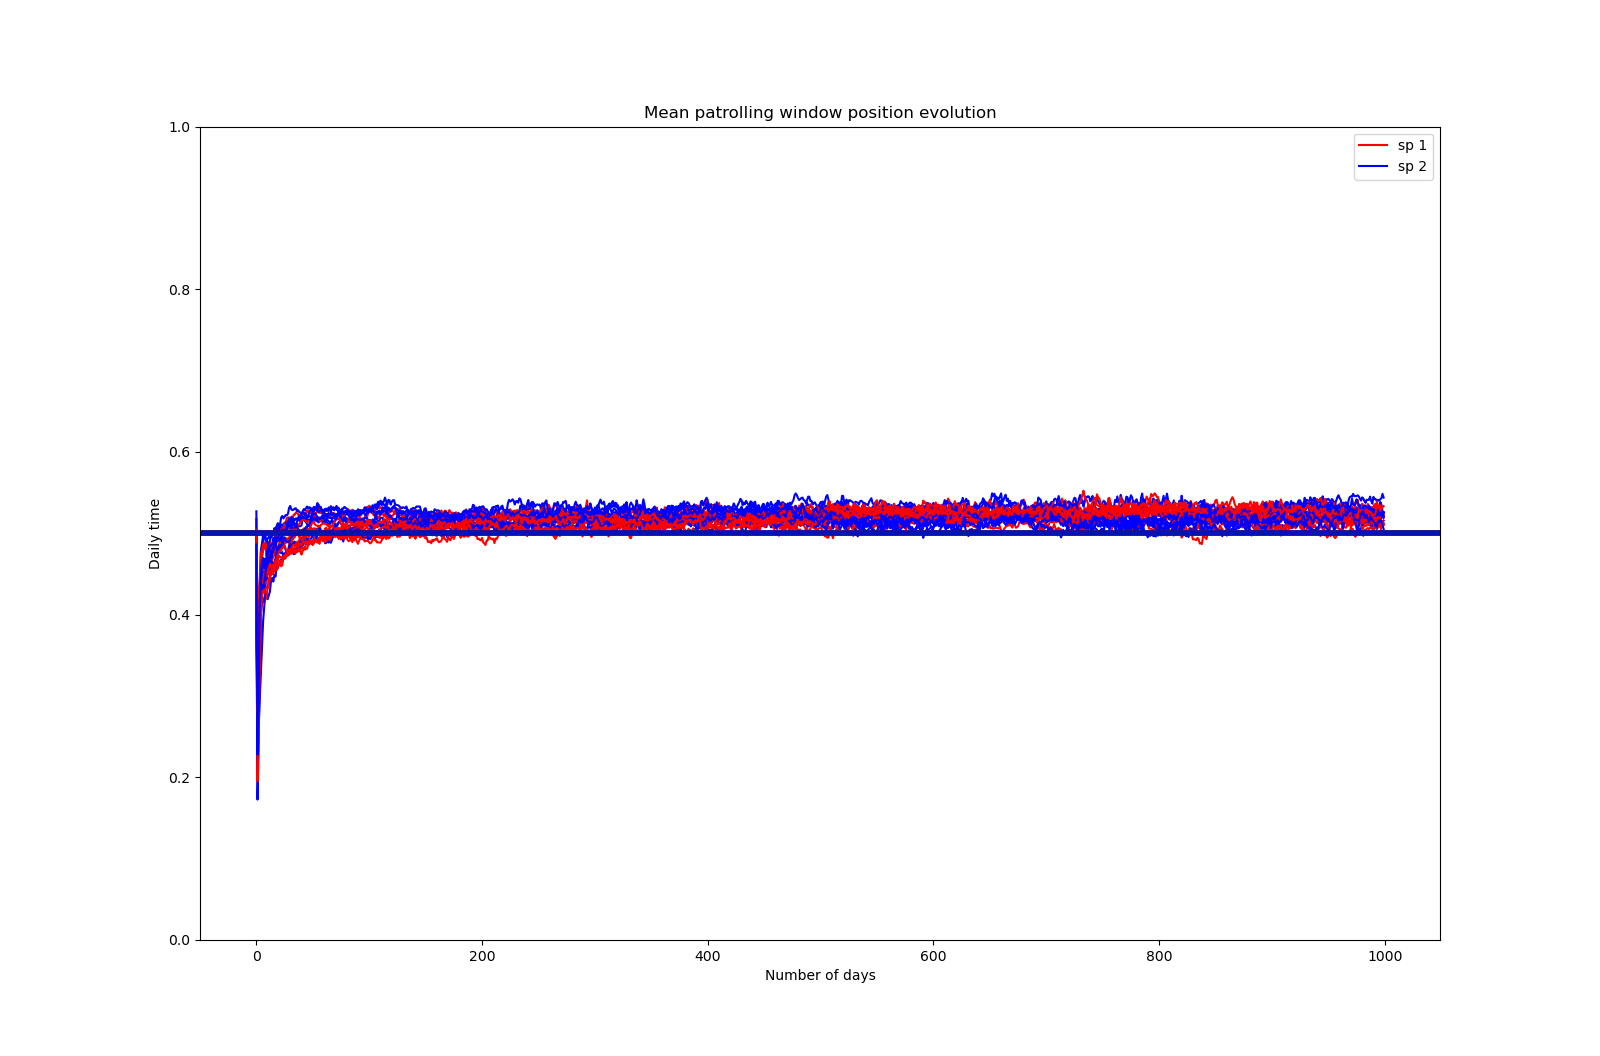 Mean patrolling window position evolution
1.0
sp 1
sp 2
0.8
0.6
Daily time
0.4
0.2
0.0
0 200 400 600 800 1000
Number of days